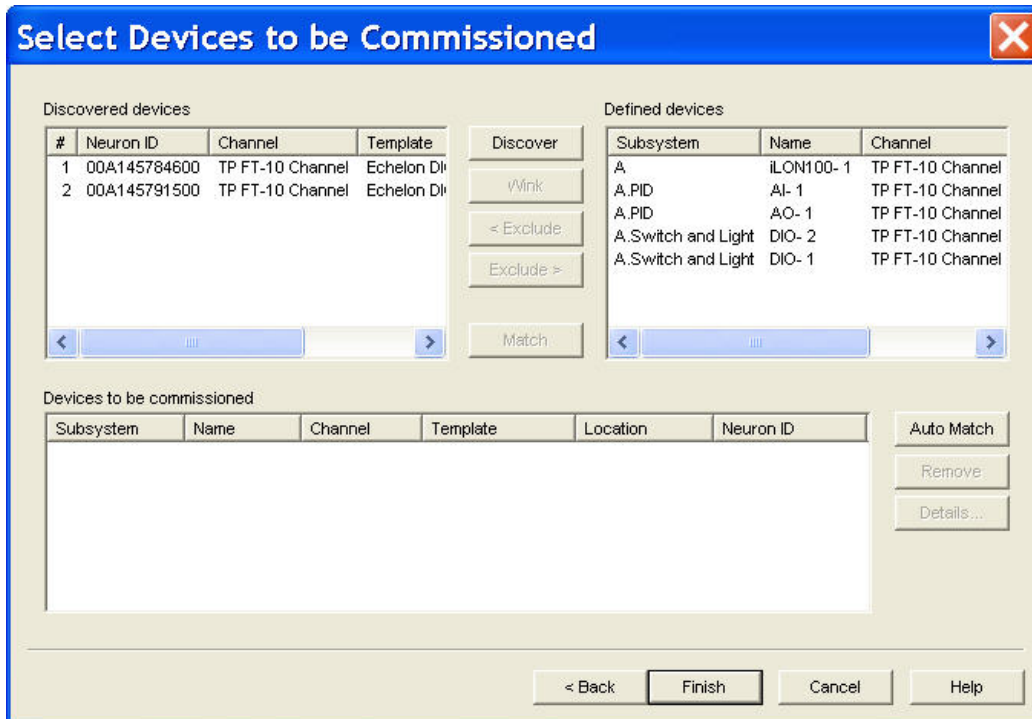 Select Devices to be Commissioned
Discovered devices
# Neuron ID Channel Template
1 00A145784600 TP FT-10 Channel Echelon
2 00A145791500 TP FT-10 Channel Echelon
Discover
Wink
< Exclude
Exclude >
Match
Defined devices
Subsystem Name Channel
A iLON100- 1 TP FT-10 Channel
A.PID AI- 1 TP FT-10 Channel
A.PID AO- 1 TP FT-10 Channel
A.Switch and Light DIO- 2 TP FT-10 Channel
A.Switch and Light DIO- 1 TP FT-10 Channel
Devices to be commissioned
Subsystem Name Channel Template Location Neuron ID
Auto Match
Remove
Details...
< Back Finish Cancel Help